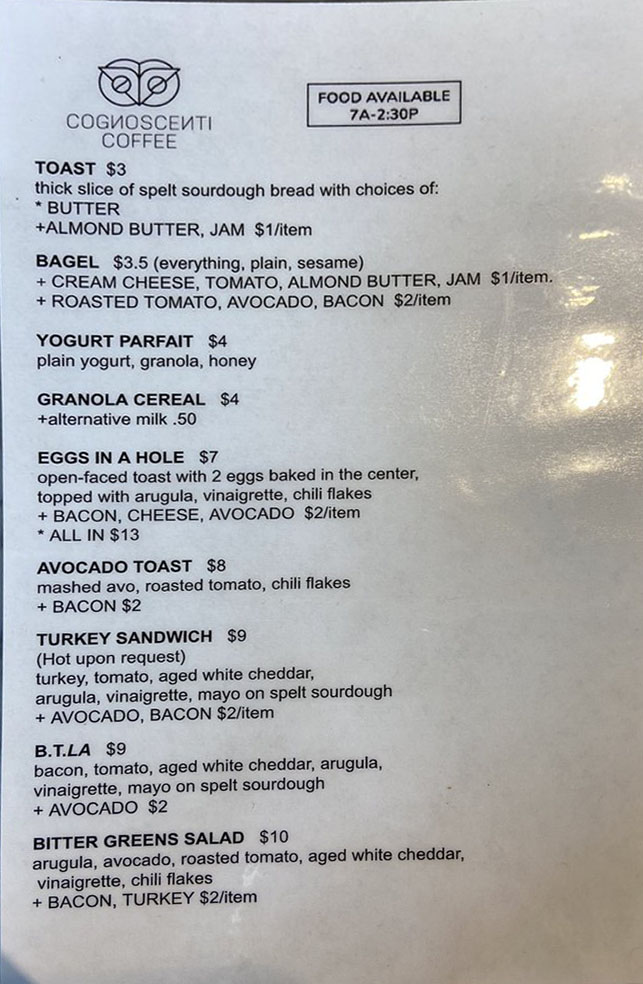 COGNOSCENTI
COFFEE
FOOD AVAILABLE
7A-2:30P
TOAST $3
thick slice of spelt sourdough bread with choices of:
* BUTTER
+ALMOND BUTTER, JAM $1/item
BAGEL $3.5 (everything, plain, sesame)
+ CREAM CHEESE, TOMATO, ALMOND BUTTER, JAM $1/item.
+ ROASTED TOMATO, AVOCADO, BACON $2/item
YOGURT PARFAIT $4
plain yogurt, granola, honey
GRANOLA CEREAL $4
+alternative milk .50
EGGS IN A HOLE $7
open-faced toast with 2 eggs baked in the center,
topped with arugula, vinaigrette, chili flakes
+ BACON, CHEESE, AVOCADO $2/item
* ALL IN $13
AVOCADO TOAST $8
mashed avo, roasted tomato, chili flakes
+ BACON $2
TURKEY SANDWICH $9
(Hot upon request)
turkey, tomato, aged white cheddar,
arugula, vinaigrette, mayo on spelt sourdough
+ AVOCADO, BACON $2/item
B.T.LA $9
bacon, tomato, aged white cheddar, arugula,
vinaigrette, mayo on spelt sourdough
+ AVOCADO $2
BITTER GREENS SALAD $10
arugula, avocado, roasted tomato, aged white cheddar,
vinaigrette, chili flakes
+ BACON, TURKEY $2/item